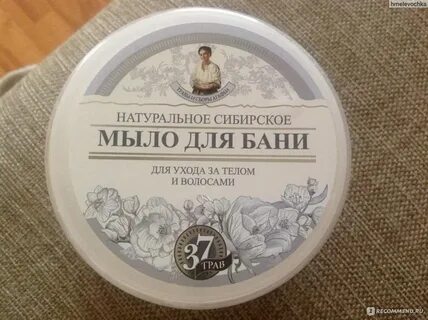 hmelevochka
НАТУРАЛЬНОЕ СИБИРСКОЕ
МЫЛО ДЛЯ БАНИ
ДЛЯ УХОДА ЗА ТЕЛОМ
И ВОЛОСАМИ
37
ТРАВ
IRECOMMEND.RU